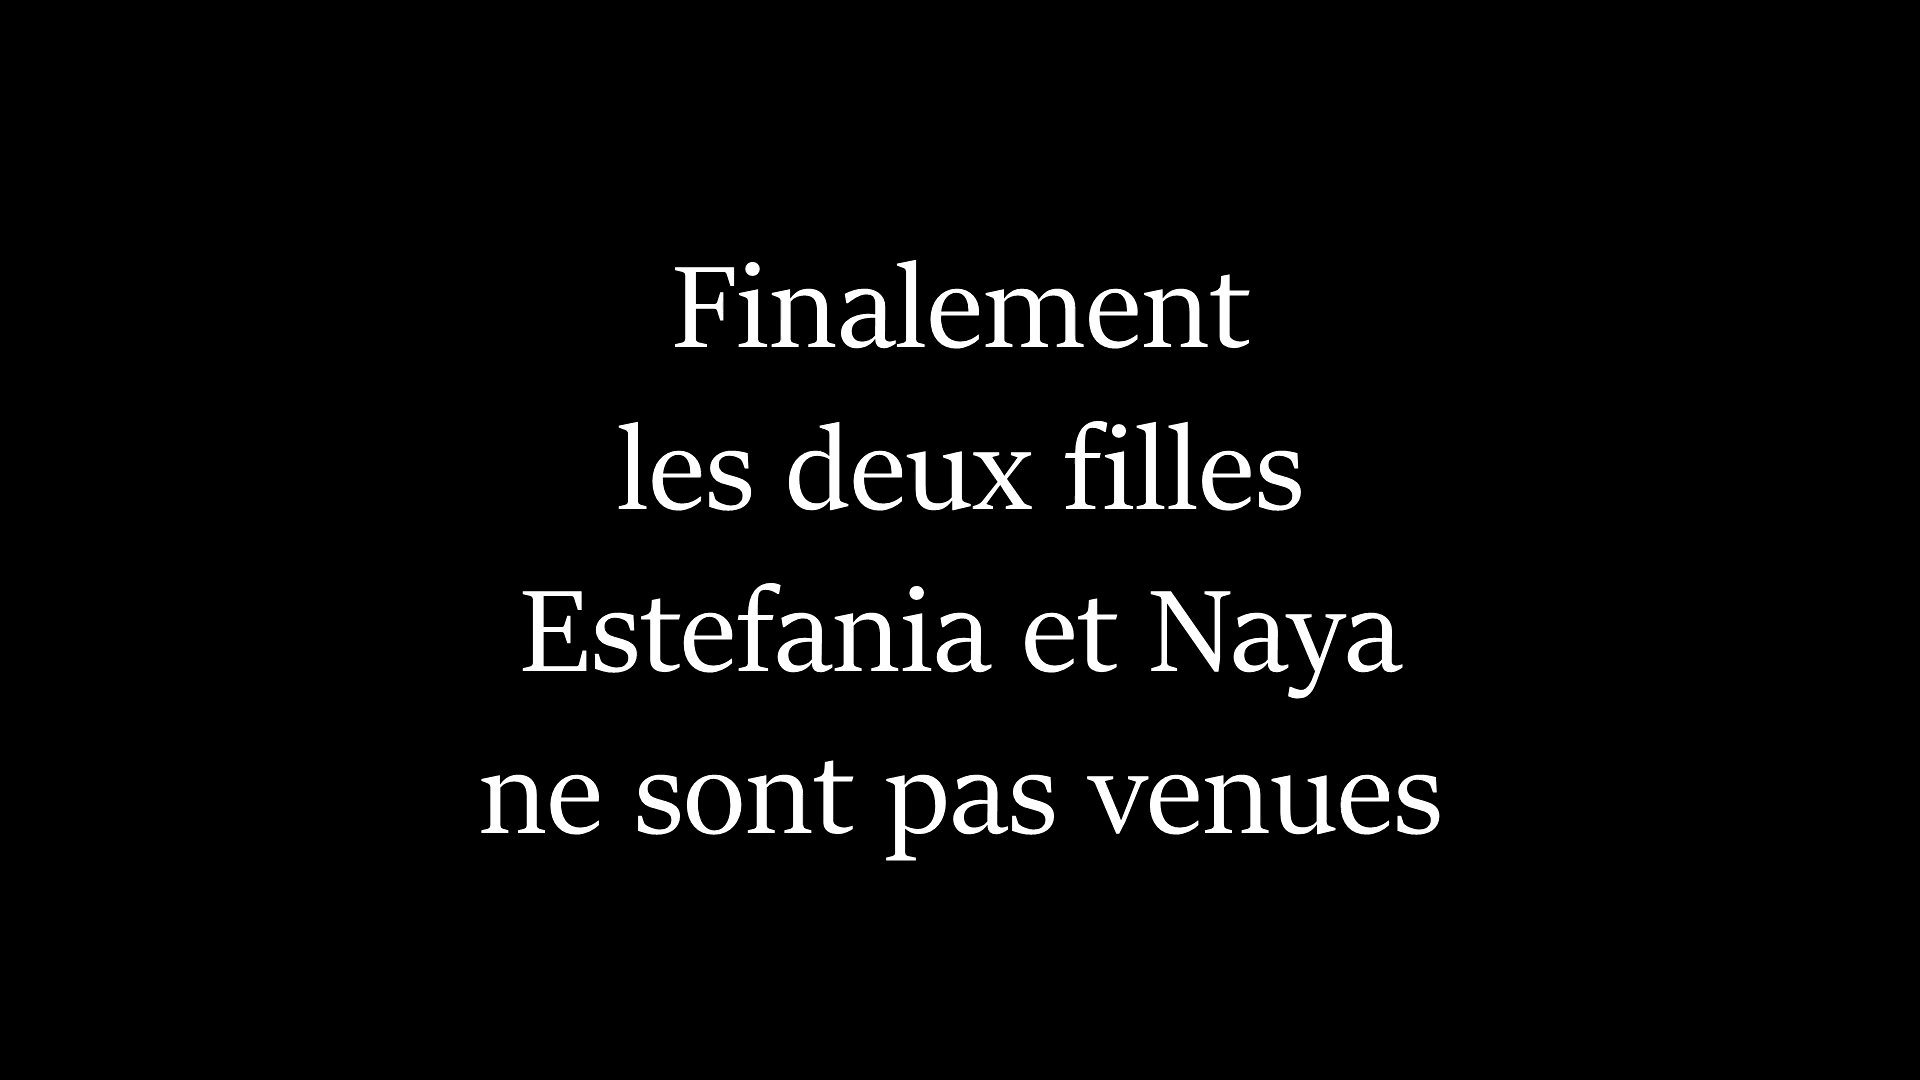 Finalement
les deux filles
Estefania et Naya
ne sont pas venues